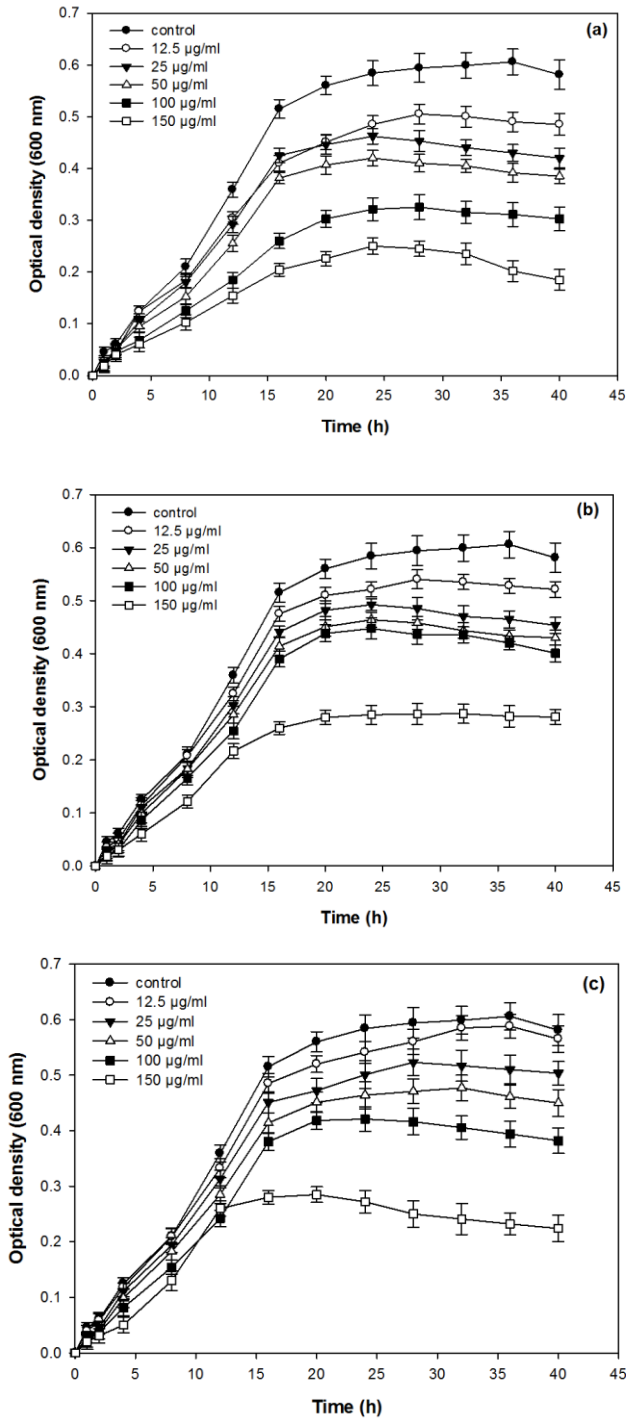 (a)
control
12.5 µg/ml
25 µg/ml
50 µg/ml
100 µg/ml
150 µg/ml
Optical density (600 nm)
0.7
0.6
0.5
0.4
0.3
0.2
0.1
0.0
0 5 10 15 20 25 30 35 40 45
Time (h)
(b)
control
12.5 µg/ml
25 µg/ml
50 µg/ml
100 µg/ml
150 µg/ml
Optical density (600 nm)
0.7
0.6
0.5
0.4
0.3
0.2
0.1
0.0
0 5 10 15 20 25 30 35 40 45
Time (h)
(c)
control
12.5 µg/ml
25 µg/ml
50 µg/ml
100 µg/ml
150 µg/ml
Optical density (600 nm)
0.7
0.6
0.5
0.4
0.3
0.2
0.1
0.0
0 5 10 15 20 25 30 35 40 45
Time (h)